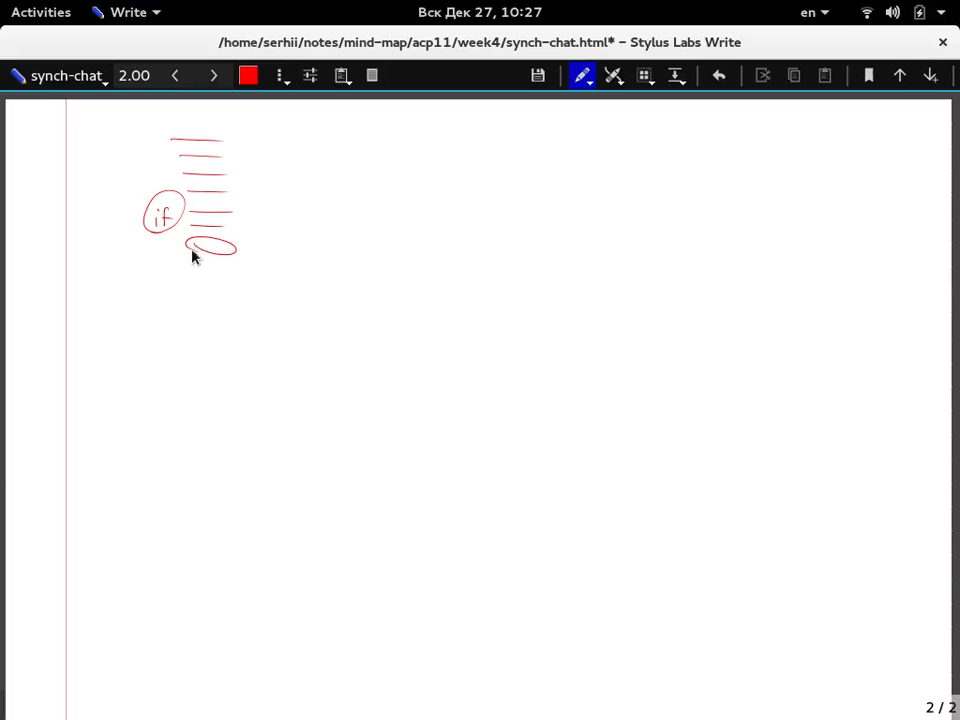 Activities Write Вск Дек 27, 10:27 en
/home/serhii/notes/mind-map/acp11/week4/synch-chat.html* – Stylus Labs Write ×
synch-chat 2.00
if
2 / 2